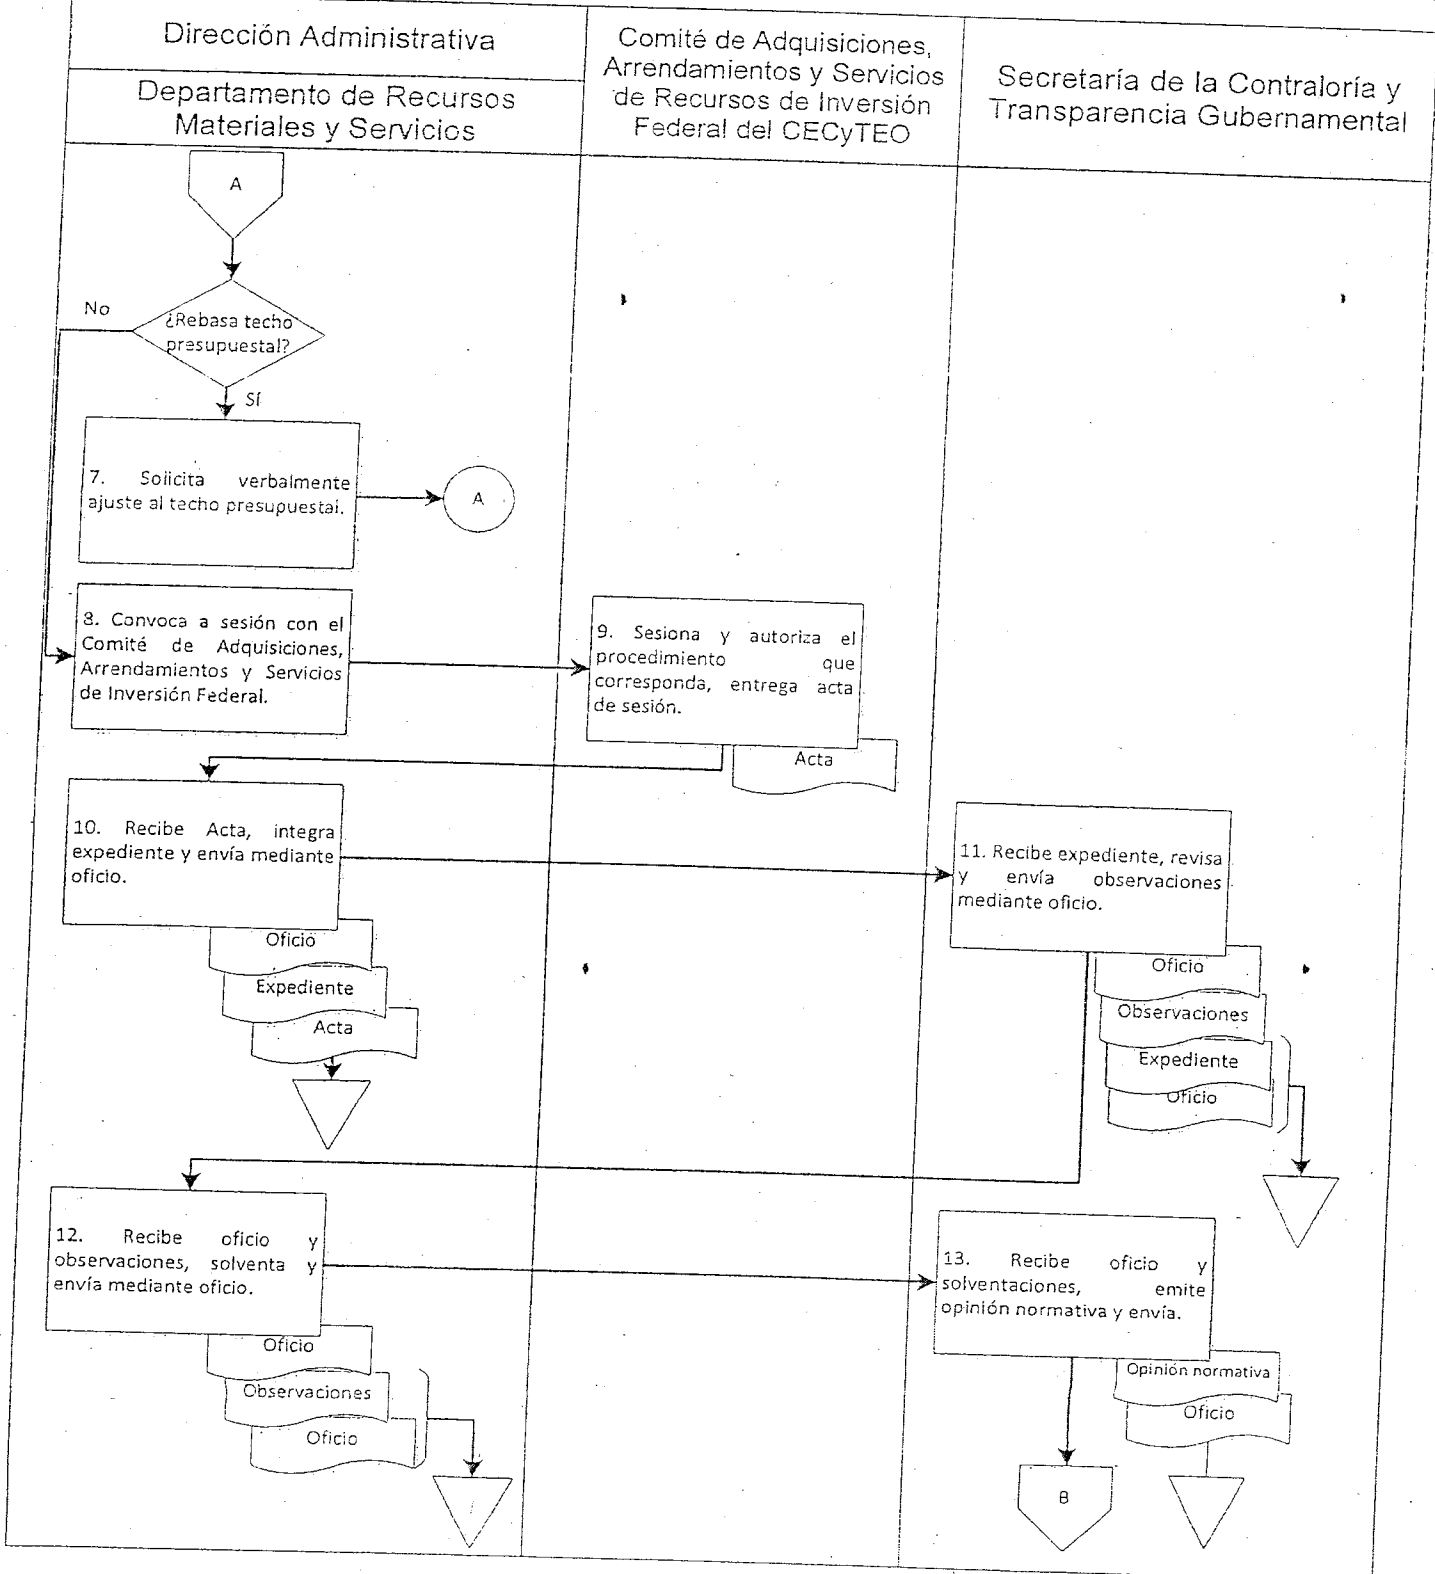 Dirección Administrativa
Departamento de Recursos
Materiales y Servicios
Comité de Adquisiciones,
Arrendamientos y Servicios
de Recursos de Inversión
Federal del CECyTEO
Secretaría de la Contraloría y
Transparencia Gubernamental
A
¿Rebasa techo
presupuestal?
No
Sí
7. Solicita verbalmente
ajuste al techo presupuestal.
A
8. Convoca a sesión con el
Comité de Adquisiciones,
Arrendamientos y Servicios
de Inversión Federal.
9. Sesiona y autoriza el
procedimiento que
corresponda, entrega acta
de sesión.
Acta
10. Recibe Acta, integra
expediente y envía mediante
oficio.
Oficio
Expediente
Acta
11. Recibe expediente, revisa
y envía observaciones
mediante oficio.
Oficio
Observaciones
Expediente
Oficio
12. Recibe oficio y
observaciones, solventa y
envía mediante oficio.
Oficio
Observaciones
Oficio
13. Recibe oficio y
solventaciones, emite
opinión normativa y envía.
Opinión normativa
Oficio
B